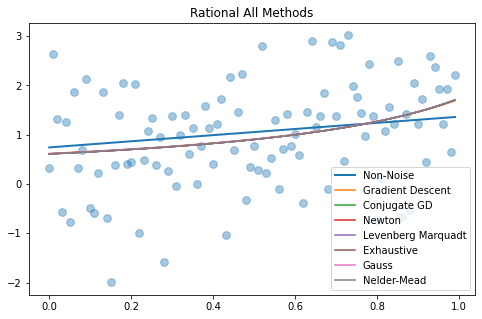 Rational All Methods
3
2
1
0
−1
−2
0.0 0.2 0.4 0.6 0.8 1.0
Non-Noise
Gradient Descent
Conjugate GD
Newton
Levenberg Marquadt
Exhaustive
Gauss
Nelder-Mead